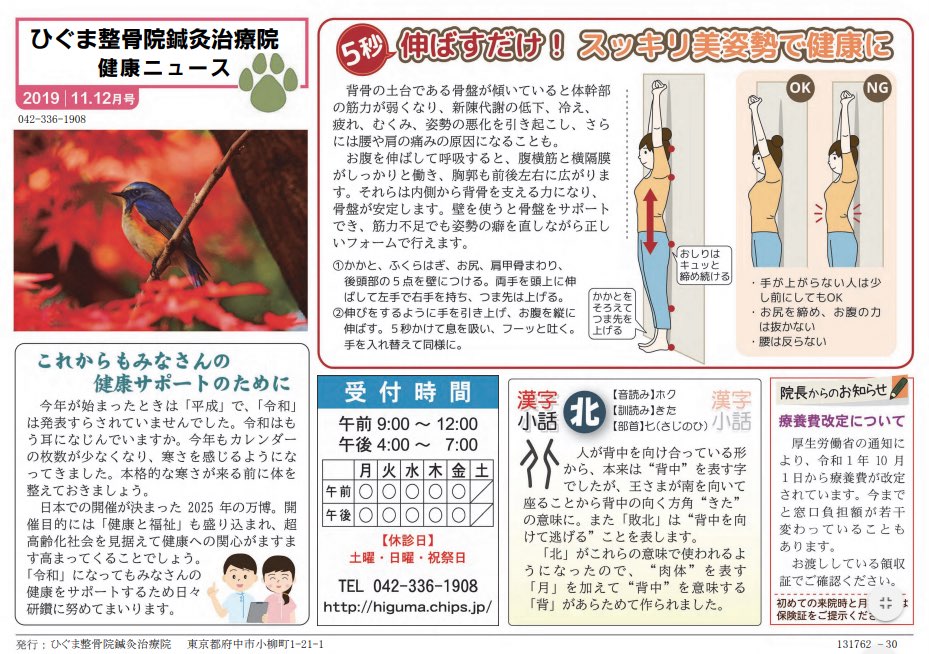 ひぐま整骨院鍼灸治療院
健康ニュース
2019｜11.12月号
042-336-1908
5秒 伸ばすだけ！ スッキリ美姿勢で健康に
　背骨の土台である骨盤が傾いていると体幹部
の筋力が弱くなり、新陳代謝の低下、冷え、
疲れ、むくみ、姿勢の悪化を引き起こし、さら
には腰や肩の痛みの原因になることも。
　お腹を伸ばして呼吸すると、腹横筋と横隔膜
がしっかりと働き、胸郭も前後左右に広がりま
す。それらは内側から背骨を支える力になり、
骨盤が安定します。壁を使うと骨盤をサポート
でき、筋力不足でも姿勢の癖を直しながら正し
いフォームで行えます。
①かかと、ふくらはぎ、お尻、肩甲骨まわり、
後頭部の５点を壁につける。両手を頭上に伸
ばして左手で右手を持ち、つま先は上げる。
②伸びをするように手を引き上げ、お腹を縦に
伸ばす。５秒かけて息を吸い、フーッと吐く。
手を入れ替えて同様に。
おしりは
キュッと
締め続ける
かかとを
そろえて
つま先を
上げる
OK
NG
・手が上がらない人は少
し前にしてもOK
・お尻を締め、お腹の力
は抜かない
・腰は反らない
これからもみなさんの
健康サポートのために
　今年が始まったときは「平成」で、「令和」
は発表すらされていませんでした。令和はは
もう耳になじんでいますか。今年もカレンダー
の枚数が少なくなり、寒さを感じるようにな
ってきました。本格的な寒さが来る前に体を
整えておきましょう。
　日本での開催が決まった 2025 年の万博。開
催目的には「健康と福祉」も盛り込まれ、超
高齢化社会を見据えて健康への関心がますま
す高まってくることでしょう。
「令和」になってもみなさんの
健康をサポートするため日々
研鑽に努めてまいります。
受付時間
午前 9:00 ～ 12:00
午後 4:00 ～ 7:00
月 火 水 木 金 土
午前 ○ ○ ○ ○ ○ ／
午後 ○ ○ ○ ○ ○ ／
【休診日】
土曜・日曜・祝祭日
TEL 042-336-1908
http://higuma.chips.jp/
漢字
小話
北
【音読み】ホク
【訓読み】きた
【部首】匕（さじのひ）
漢字
小話
　人が背中を向け合っている形
から、本来は“背中”を表す字
でしたが、王さまが南を向いて
座ることから背中の向く方角“きた”
の意味に。また「敗北」は“背中を向
けて逃げる”ことを表します。
　「北」がこれらの意味で使われるよ
うになったので、“肉体”を表す
「月」を加えて“背中”を意味する
「背」があらためて作られました。
院長からのお知らせ
療養費改定について
　厚生労働省の通知に
より、令和１年 10 月
１日から療養費が改定
されています。今まで
と窓口負担額が若干
変わっていることも
あります。
　お渡ししている領収
証でご確認ください。
初めての来院時と月
は
保険証をご提示くださ
発行：ひぐま整骨院鍼灸治療院　東京都府中市小柳町1-21-1
131762 －30